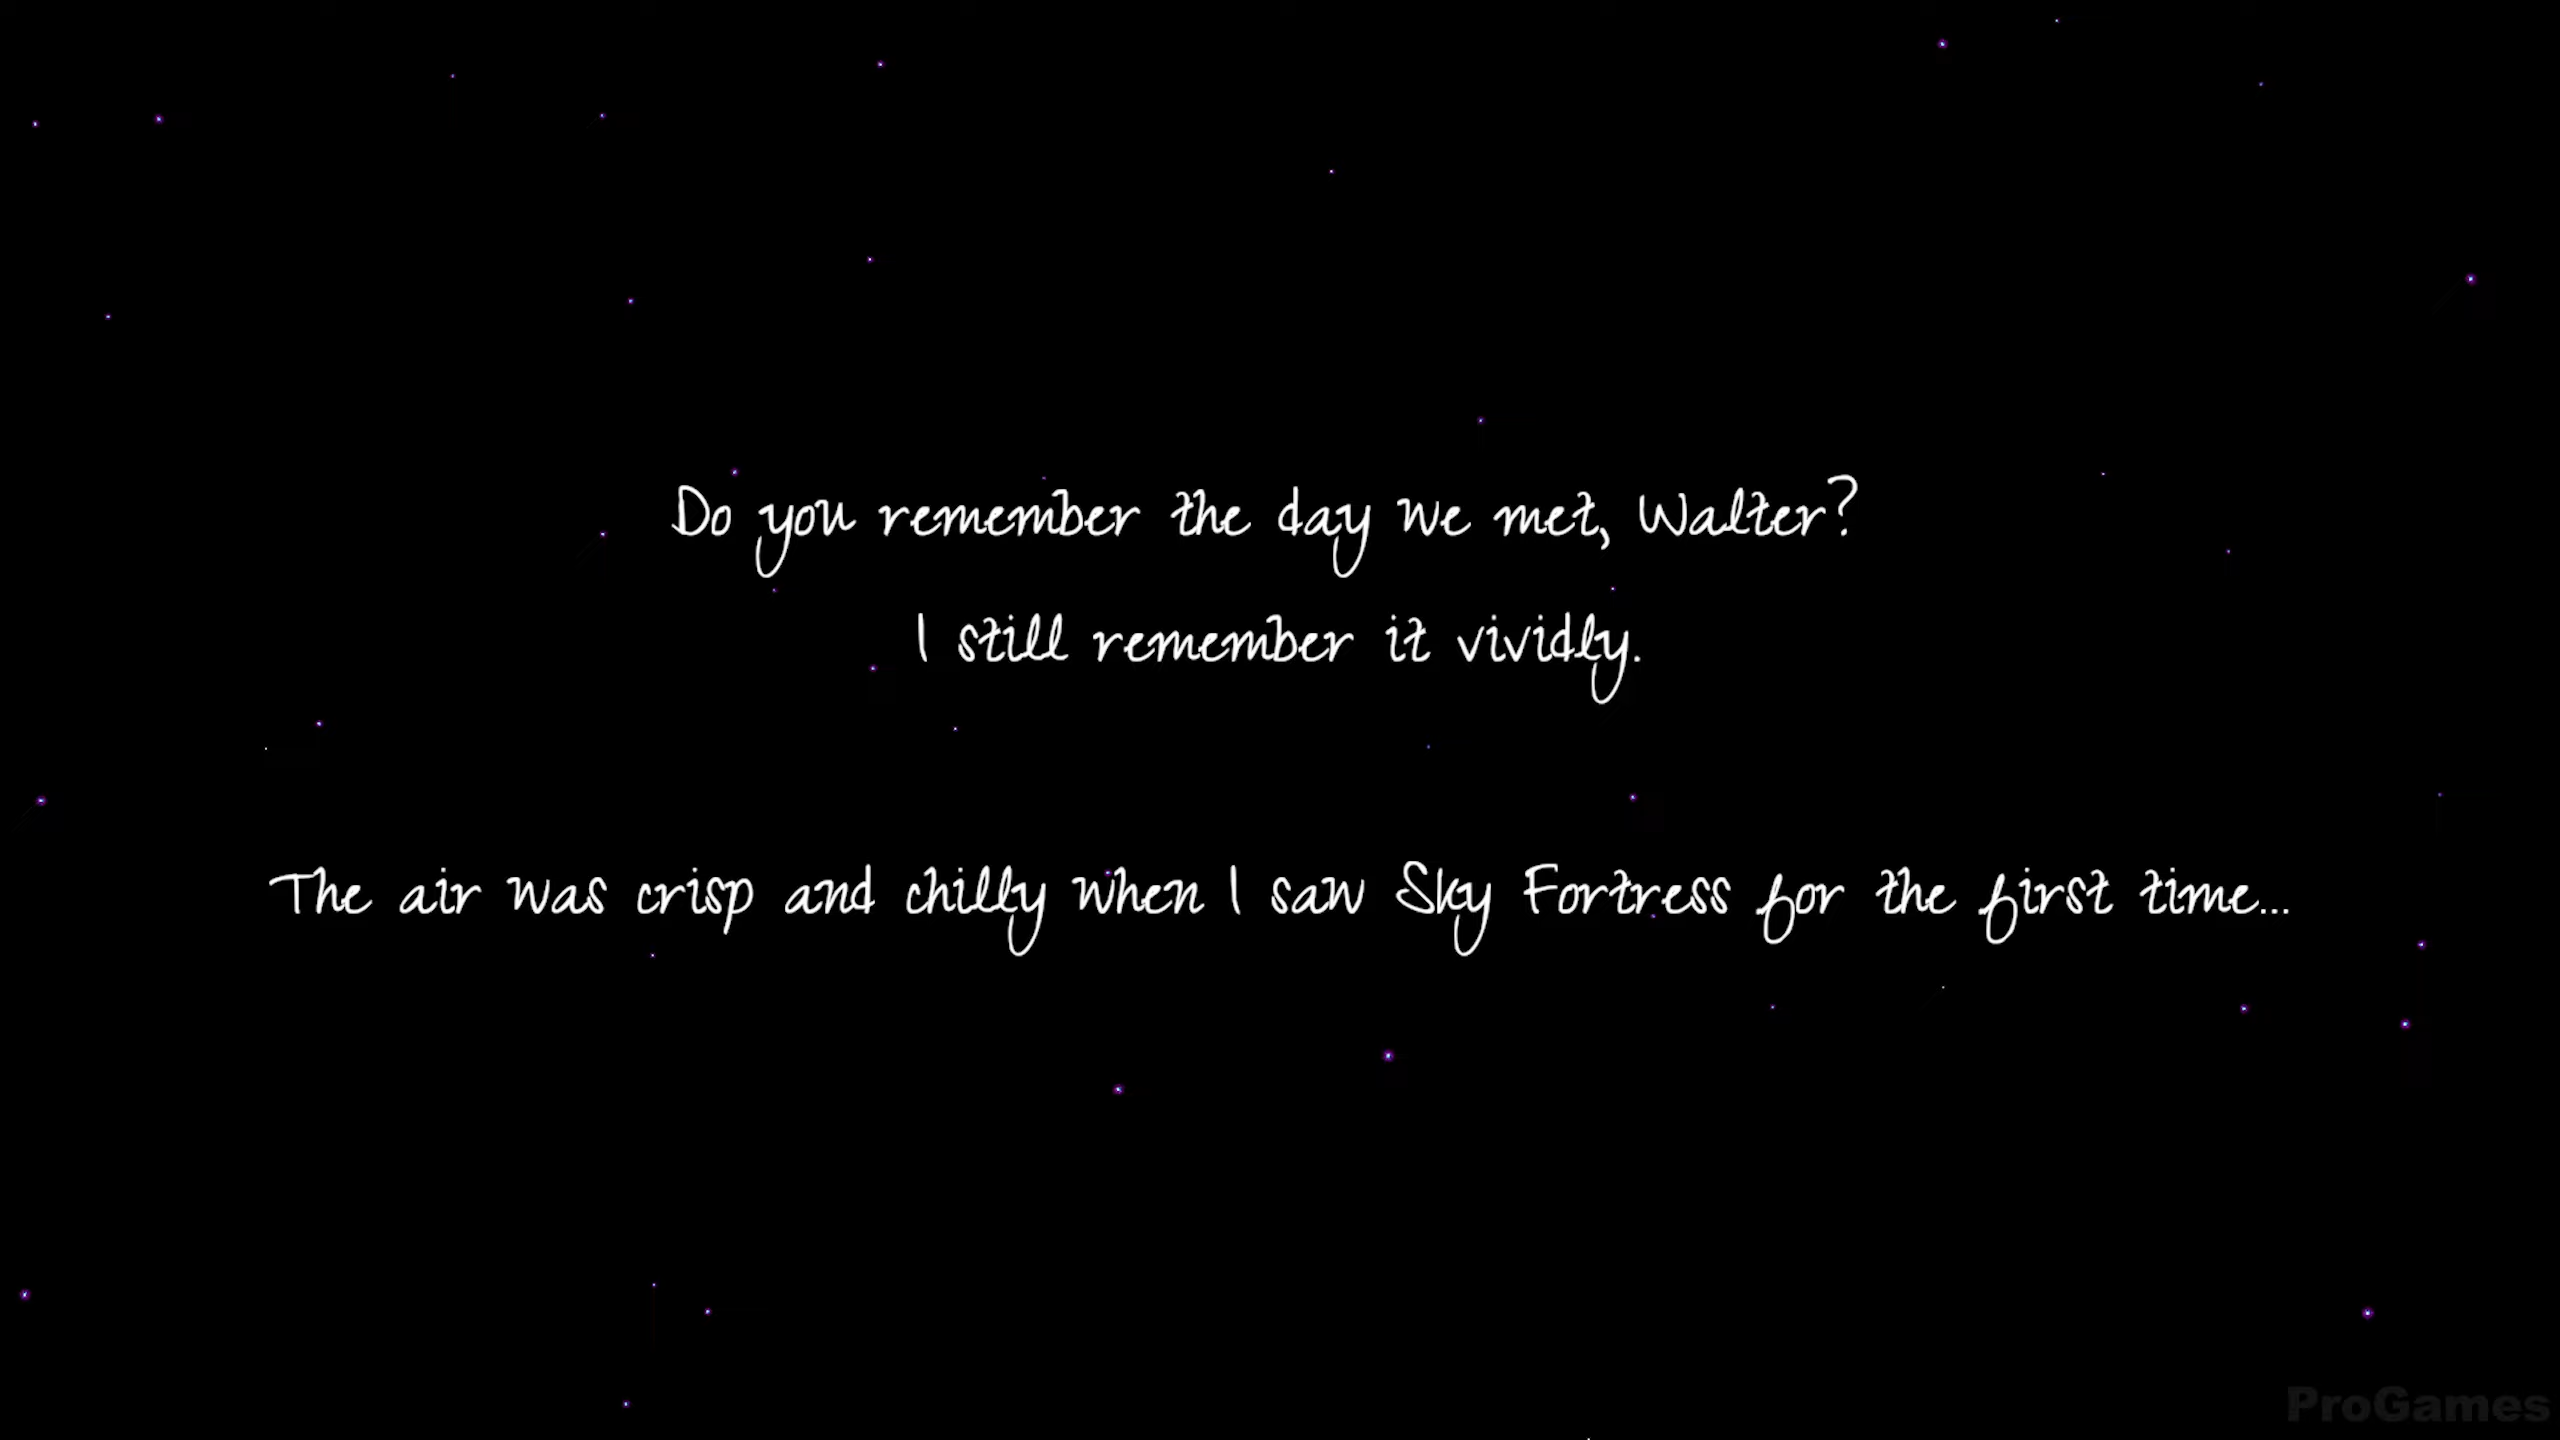 Do you remember the day we met, Walter?
I still remember it vividly.
The air was crisp and chilly when I saw Sky Fortress for the first time...
ProGames